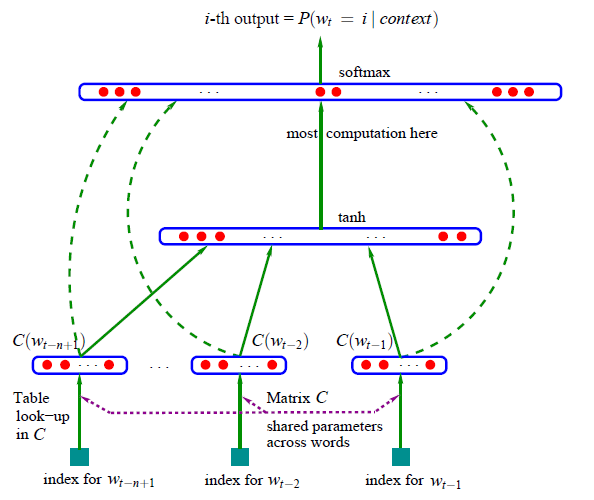 i-th output = P(w_t = i | context)
softmax
... ...
most computation here
tanh
... ...
C(w_{t−n+1}) C(w_{t−2}) C(w_{t−1})
... ... ... ...
Table look−up in C
Matrix C
shared parameters across words
index for w_{t−n+1} index for w_{t−2} index for w_{t−1}